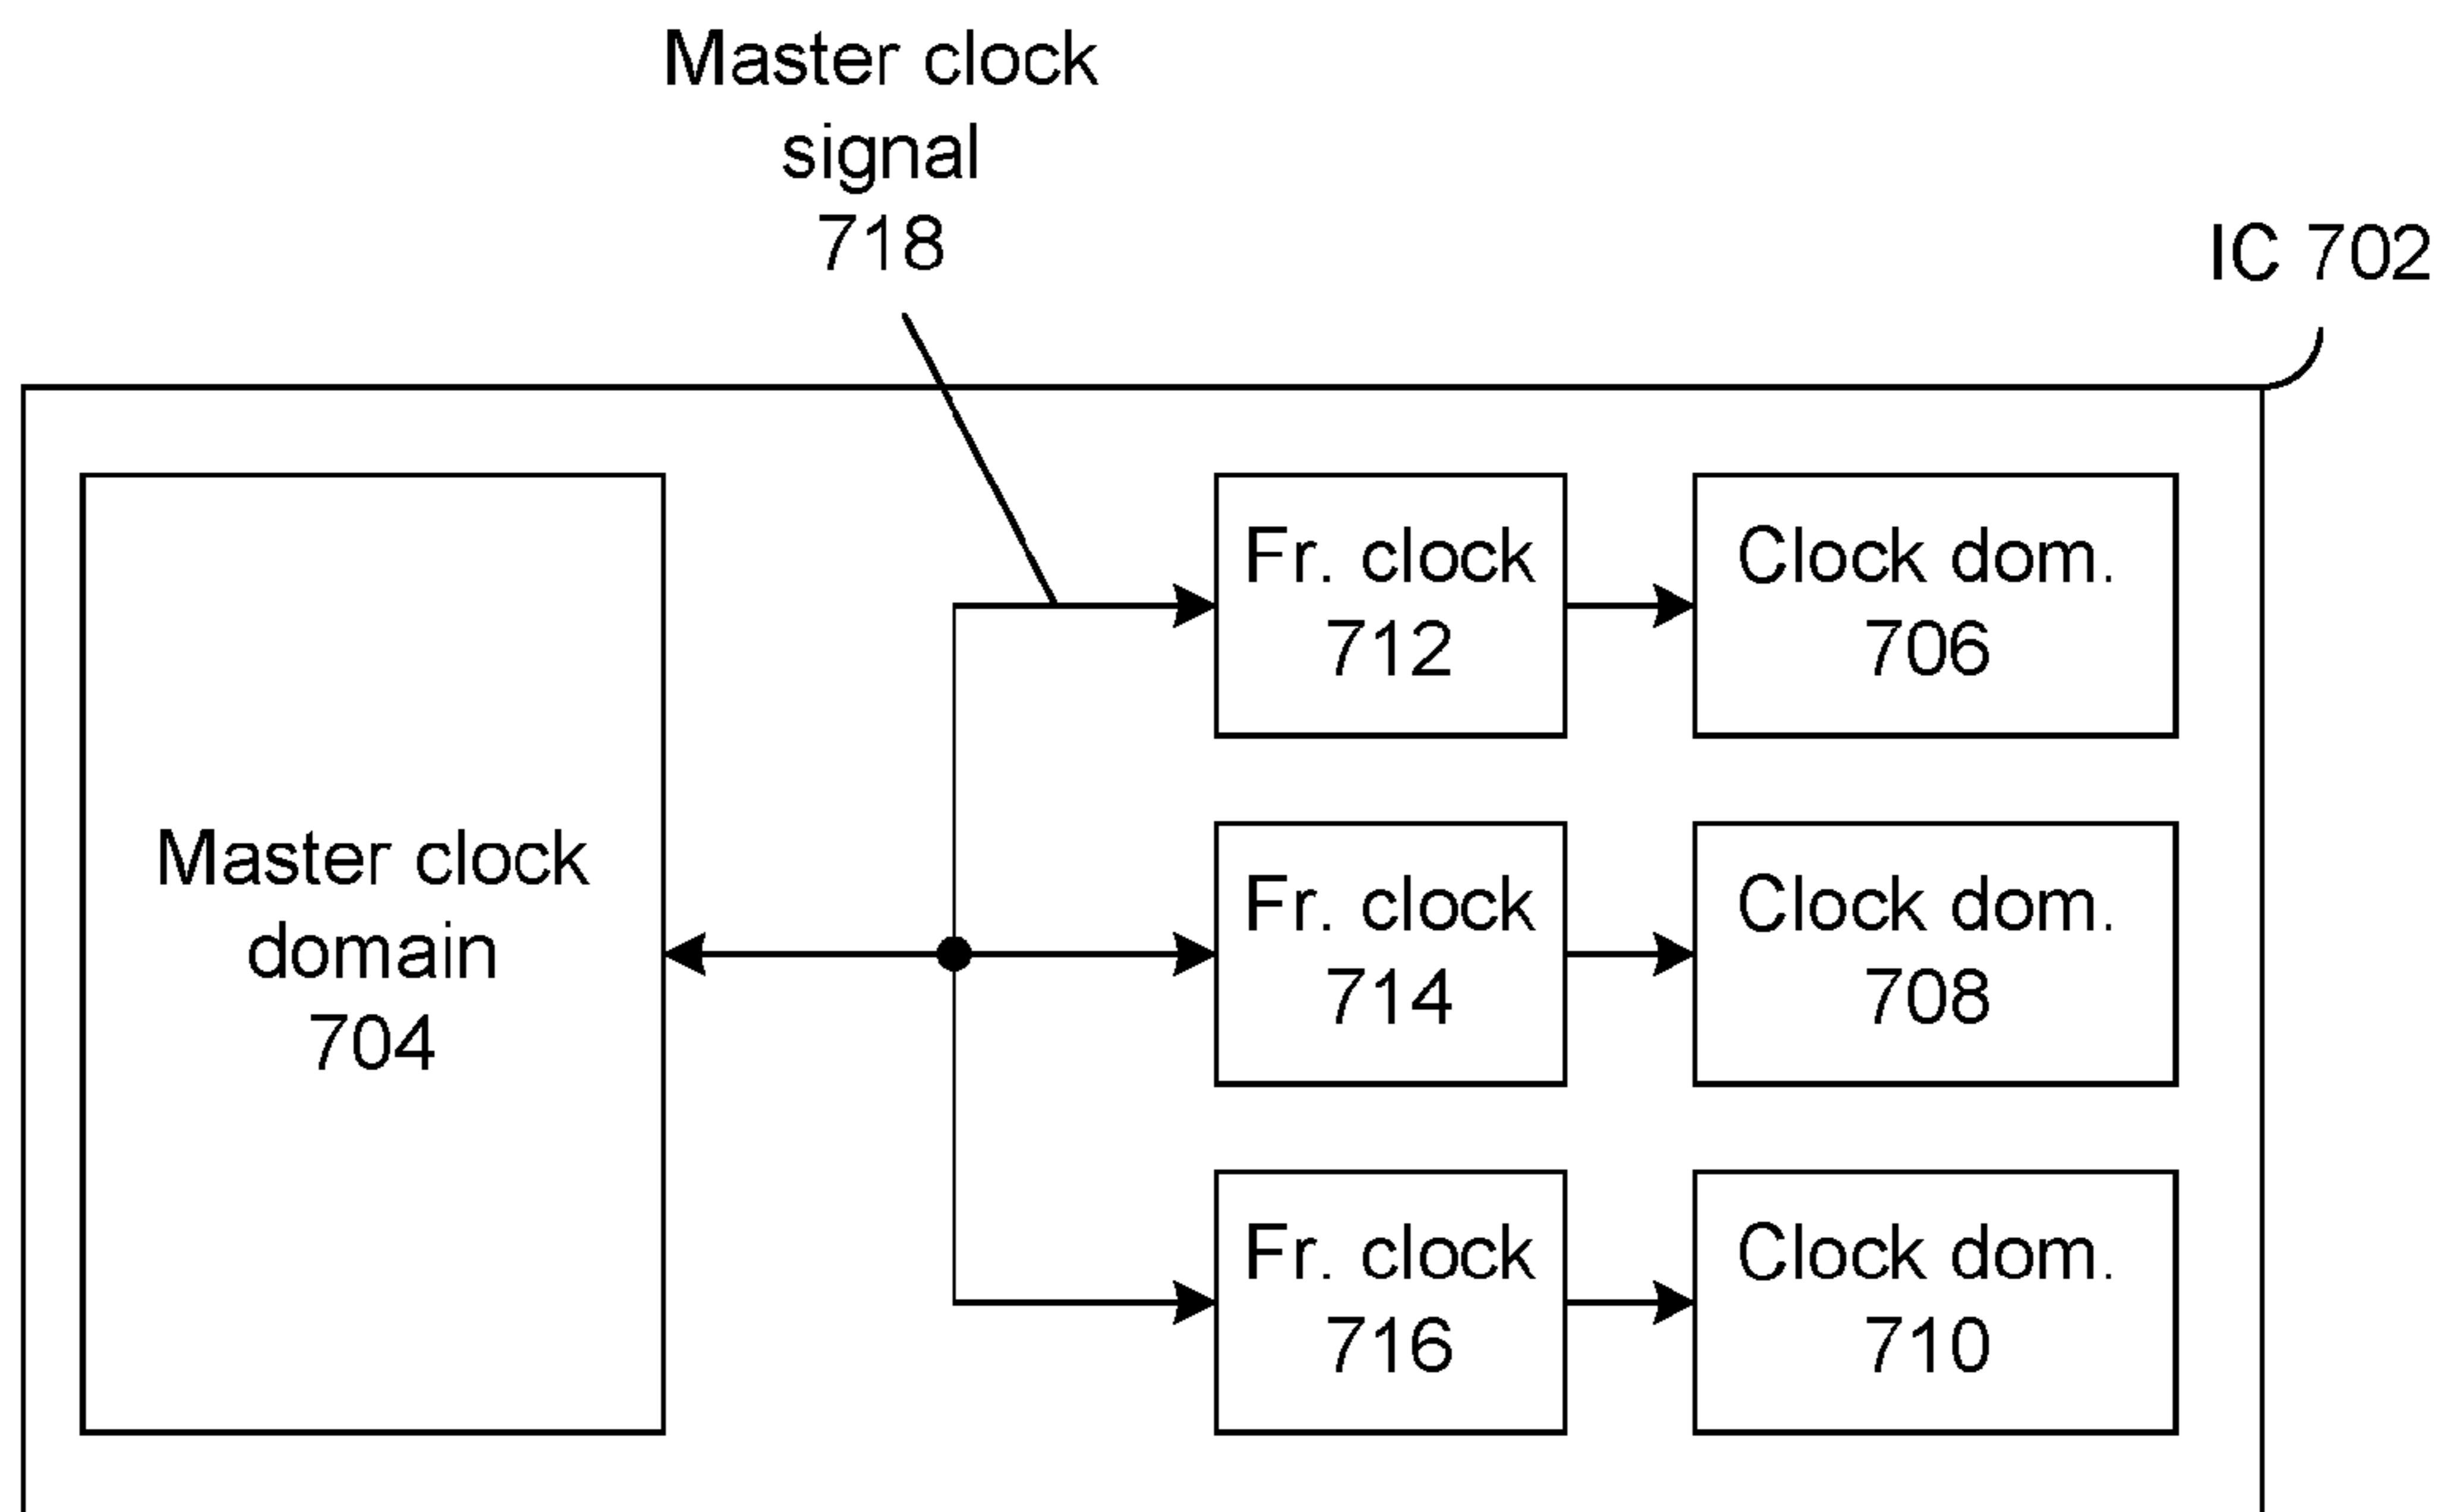 Master clock
signal
718
IC 702
Fr. clock
712
Clock dom.
706
Master clock
domain
704
Fr. clock
714
Clock dom.
708
Fr. clock
716
Clock dom.
710